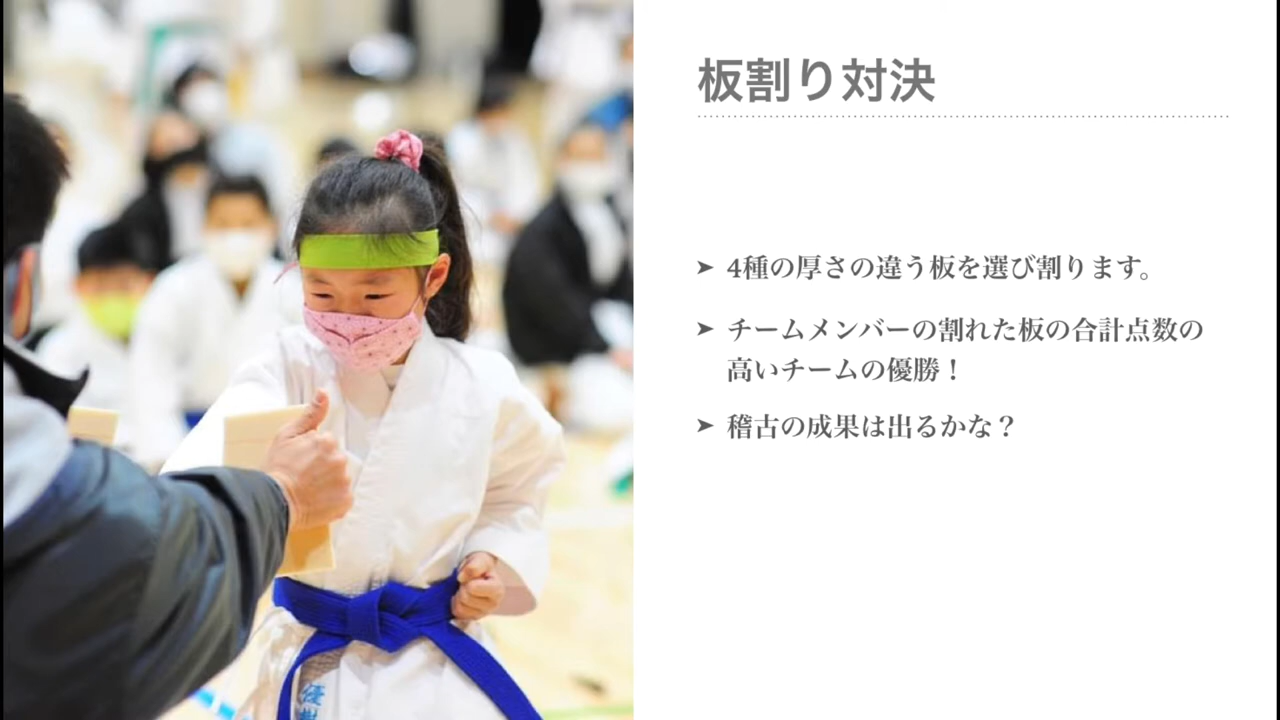 板割り対決
➤ 4種の厚さの違う板を選び割ります。
➤ チームメンバーの割れた板の合計点数の
高いチームの優勝！
➤ 稽古の成果は出るかな？